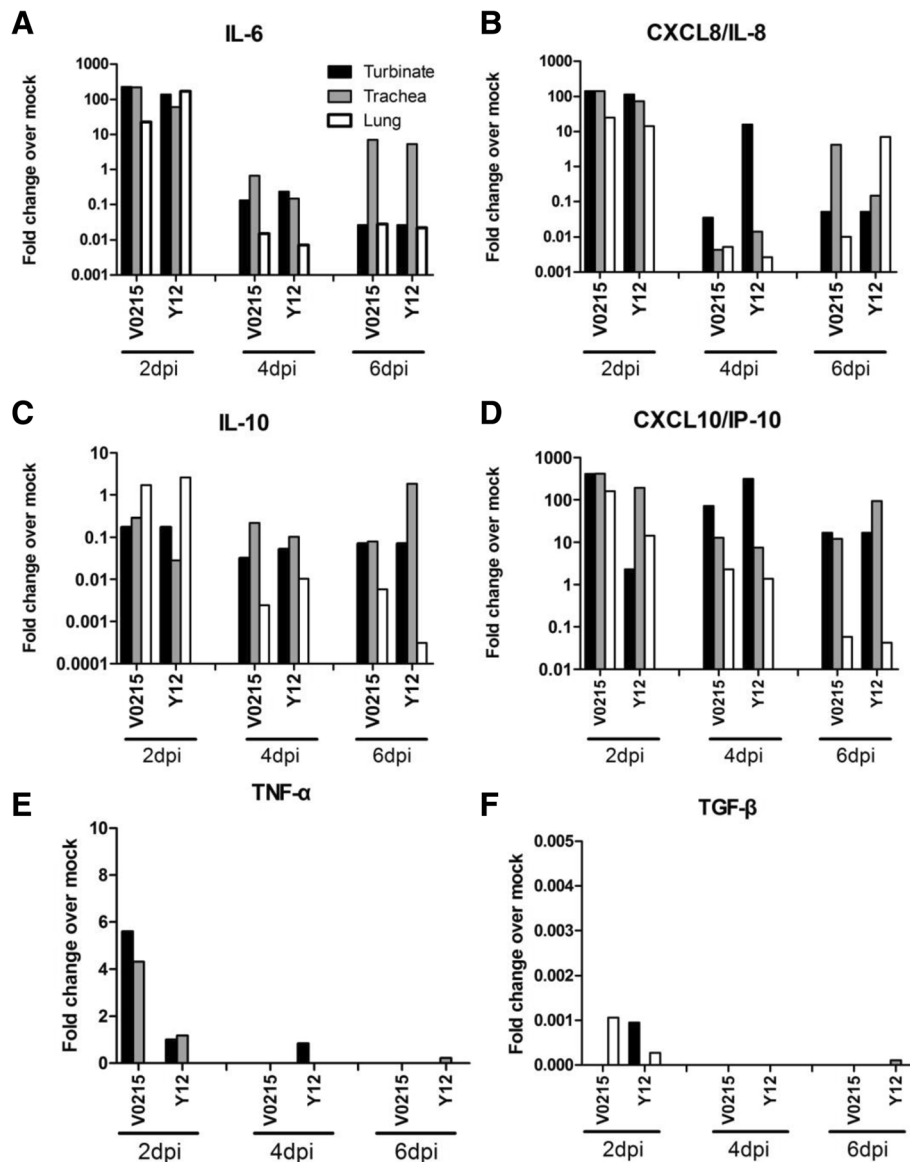 A
IL-6
Fold change over mock
1000
100
10
1
0.1
0.01
0.001
Turbinate
Trachea
Lung
V0215
Y12
V0215
Y12
V0215
Y12
2dpi
4dpi
6dpi
B
CXCL8/IL-8
Fold change over mock
1000
100
10
1
0.1
0.01
0.001
V0215
Y12
V0215
Y12
V0215
Y12
2dpi
4dpi
6dpi
C
IL-10
Fold change over mock
10
1
0.1
0.01
0.001
0.0001
V0215
Y12
V0215
Y12
V0215
Y12
2dpi
4dpi
6dpi
D
CXCL10/IP-10
Fold change over mock
1000
100
10
1
0.1
0.01
V0215
Y12
V0215
Y12
V0215
Y12
2dpi
4dpi
6dpi
E
TNF-α
Fold change over mock
10
8
6
4
2
0
V0215
Y12
V0215
Y12
V0215
Y12
2dpi
4dpi
6dpi
F
TGF-β
Fold change over mock
0.005
0.004
0.003
0.002
0.001
0.000
V0215
Y12
V0215
Y12
V0215
Y12
2dpi
4dpi
6dpi